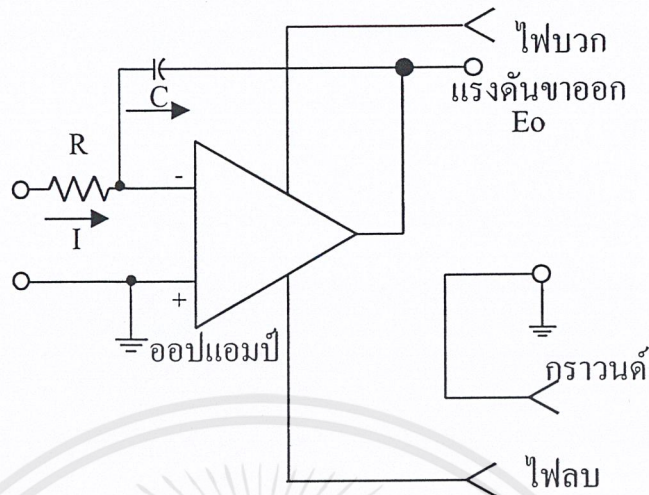 ไฟบวก
แรงดันขาออก
Eo
C
R
-
I
+
ออปแอมป์
กราวนด์
ไฟลบ